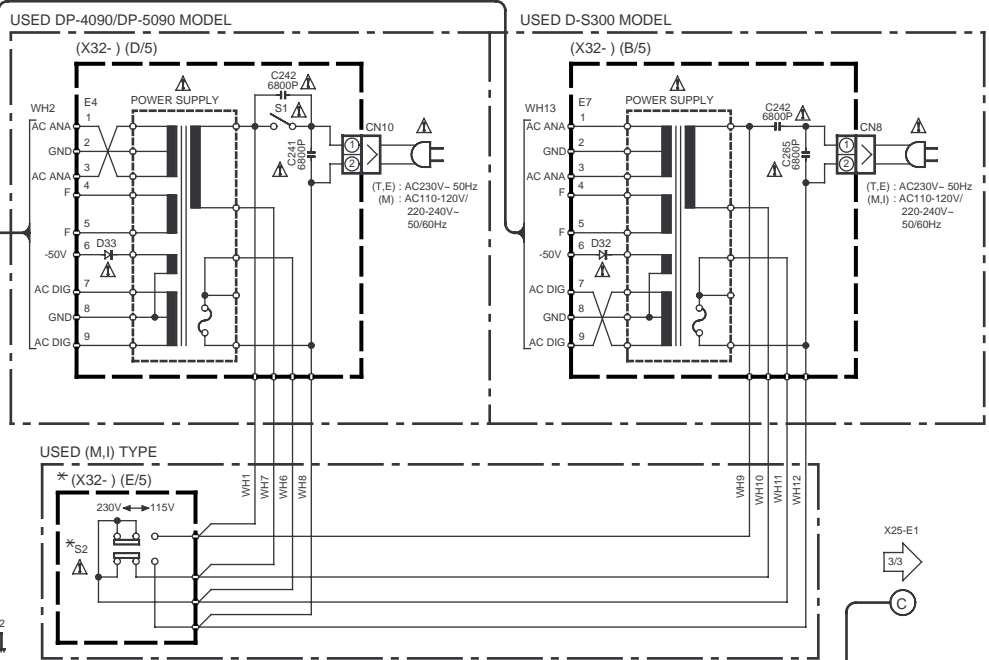 USED DP-4090/DP-5090 MODEL
(X32- ) (D/5)
WH2
E4
POWER SUPPLY
C242
6800P
S1
C241
6800P
CN10
1
2
1
AC ANA
2
GND
3
AC ANA
4
F
5
F
6
-50V
D33
7
AC DIG
8
GND
9
AC DIG
(T,E) : AC230V~ 50Hz
(M) : AC110-120V/
220-240V~
50/60Hz
USED D-S300 MODEL
(X32- ) (B/5)
WH13
E7
POWER SUPPLY
C242
6800P
C265
6800P
CN8
1
2
1
AC ANA
2
GND
3
AC ANA
4
F
5
F
6
-50V
D32
7
AC DIG
8
GND
9
AC DIG
(T,E) : AC230V~ 50Hz
(M,I) : AC110-120V/
220-240V~
50/60Hz
USED (M,I) TYPE
* (X32- ) (E/5)
230V 115V
*S2
WH1
WH7
WH6
WH8
WH9
WH10
WH11
WH12
X25-E1
3/3
C